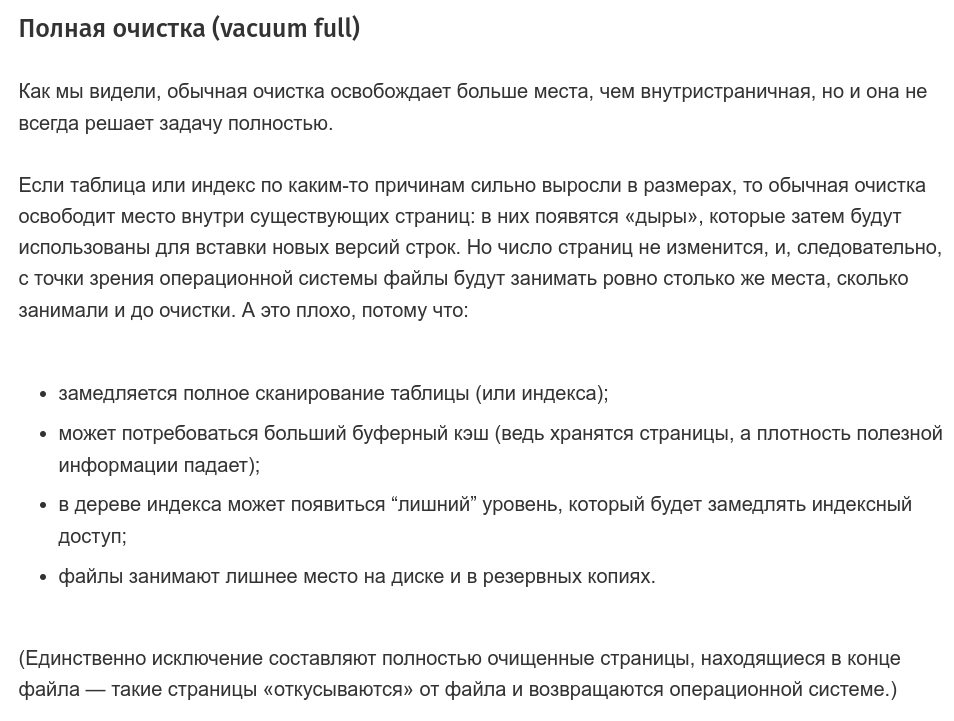 Полная очистка (vacuum full)
Как мы видели, обычная очистка освобождает больше места, чем внутристраничная, но и она не
всегда решает задачу полностью.
Если таблица или индекс по каким-то причинам сильно выросли в размерах, то обычная очистка
освободит место внутри существующих страниц: в них появятся «дыры», которые затем будут
использованы для вставки новых версий строк. Но число страниц не изменится, и, следовательно,
с точки зрения операционной системы файлы будут занимать ровно столько же места, сколько
занимали и до очистки. А это плохо, потому что:
• замедляется полное сканирование таблицы (или индекса);
• может потребоваться больший буферный кэш (ведь хранятся страницы, а плотность полезной
информации падает);
• в дереве индекса может появиться “лишний” уровень, который будет замедлять индексный
доступ;
• файлы занимают лишнее место на диске и в резервных копиях.
(Единственно исключение составляют полностью очищенные страницы, находящиеся в конце
файла — такие страницы «откусываются» от файла и возвращаются операционной системе.)